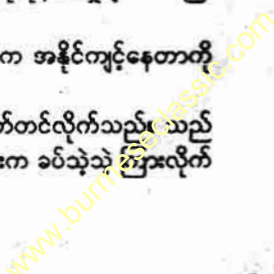 က အနိုင်ကျင့်နေတာကို
တ်တင်လိုက်သည်။ သည်
းက ခပ်သဲ့သဲ့ ကြားလိုက်
www.burmeseclassic.com